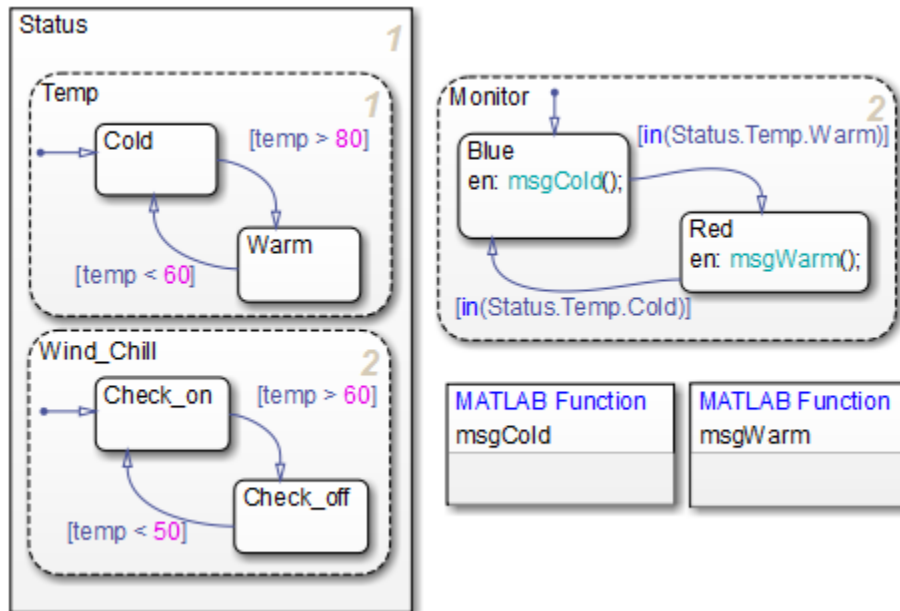 Status
1
Temp
1
Cold
[temp > 80]
Warm
[temp < 60]
Wind_Chill
2
Check_on
[temp > 60]
Check_off
[temp < 50]
Monitor
2
[in(Status.Temp.Warm)]
Blue
en: msgCold();
Red
en: msgWarm();
[in(Status.Temp.Cold)]
MATLAB Function
msgCold
MATLAB Function
msgWarm